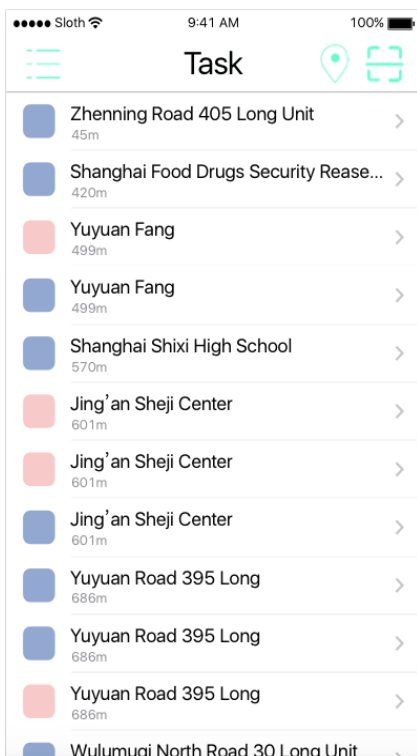 Sloth 9:41 AM 100%
Task
Zhenning Road 405 Long Unit
45m
Shanghai Food Drugs Security Rease...
420m
Yuyuan Fang
499m
Yuyuan Fang
499m
Shanghai Shixi High School
570m
Jing’an Sheji Center
601m
Jing’an Sheji Center
601m
Jing’an Sheji Center
601m
Yuyuan Road 395 Long
686m
Yuyuan Road 395 Long
686m
Yuyuan Road 395 Long
686m
Wulumuqi North Road 30 Long Unit